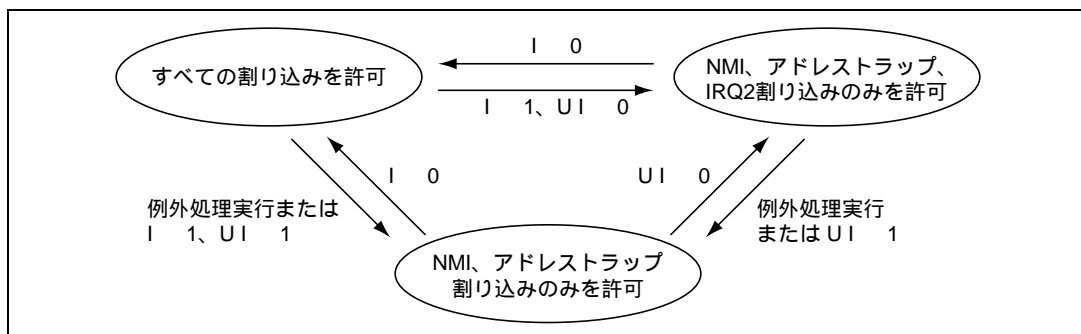 I 0
すべての割り込みを許可
NMI、アドレストラップ、
IRQ2割り込みのみを許可
I 1、UI 0
I 0
UI 0
例外処理実行または
I 1、UI 1
例外処理実行
または UI 1
NMI、アドレストラップ
割り込みのみを許可